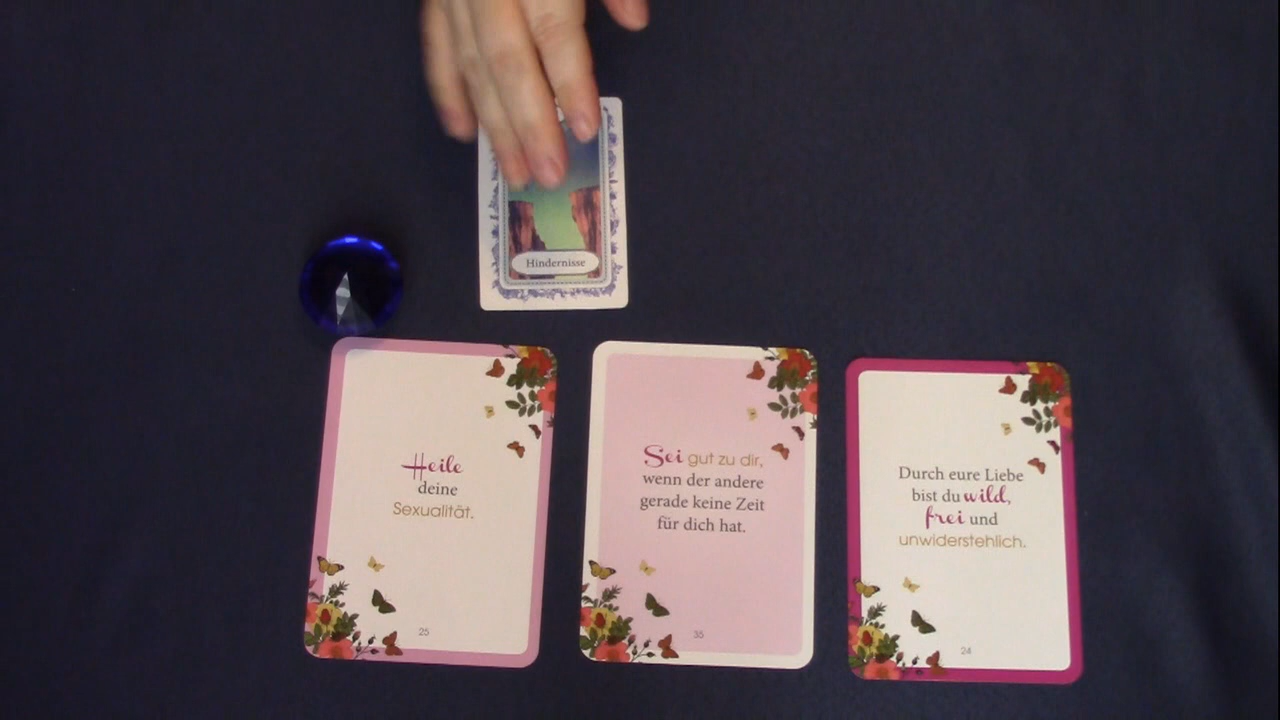 Hindernisse
Heile
deine
Sexualität.
25
Sei gut zu dir,
wenn der andere
gerade keine Zeit
für dich hat.
35
Durch eure Liebe
bist du wild,
frei und
unwiderstehlich.
24